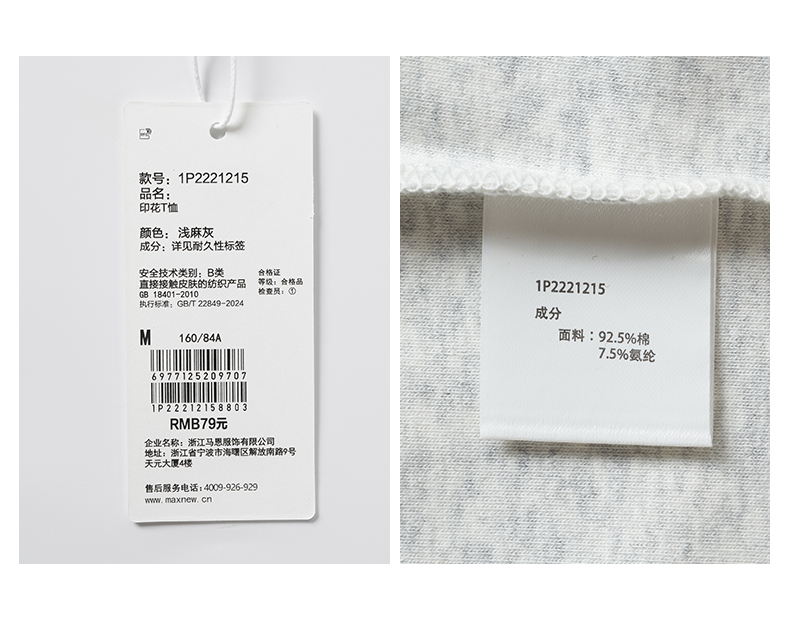 款号：1P2221215
品名：
印花T恤
颜色：浅麻灰
成分：详见耐久性标签
安全技术类别：B类
直接接触皮肤的纺织产品
GB 18401-2010
执行标准：GB/T 22849-2024
合格证
等级：合格品
检查员：①
M 160/84A
6977125209707
1P22212158803
RMB79元
企业名称：浙江马恩服饰有限公司
地址：浙江省宁波市海曙区解放南路9号
天元大厦4楼
售后服务电话：4009-926-929
www.maxnew.cn
1P2221215
成分
面料：92.5%棉
7.5%氨纶